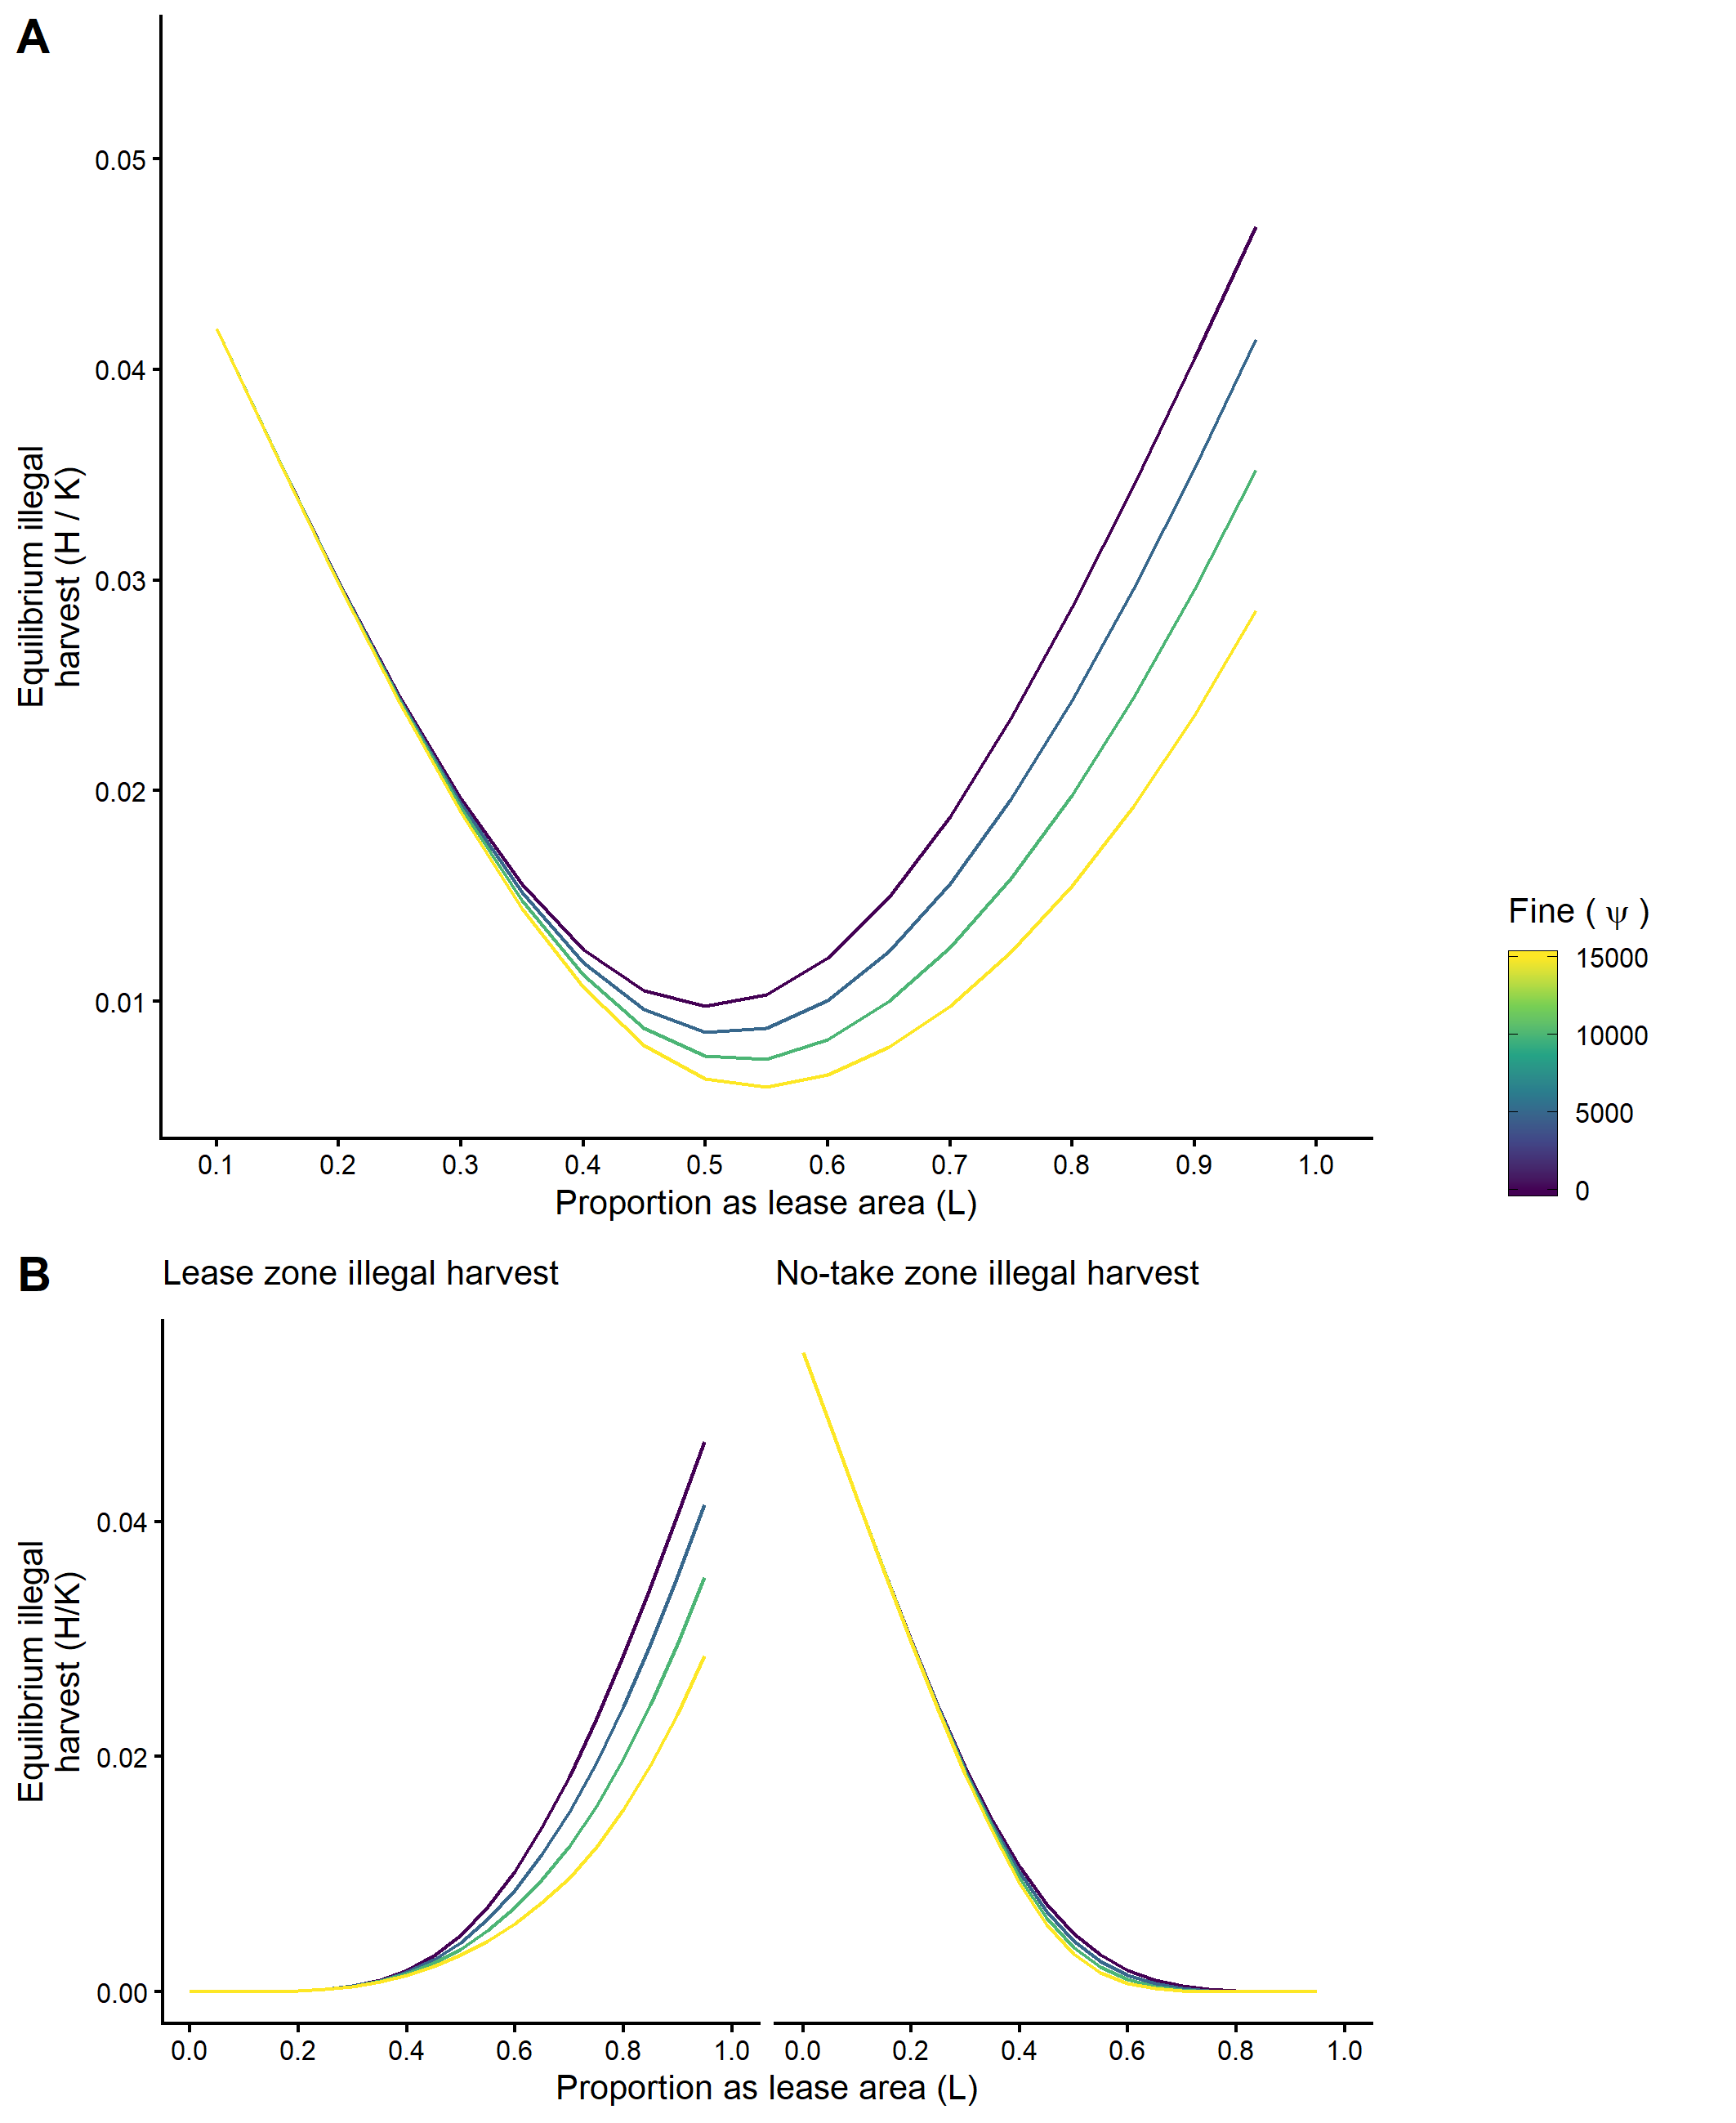 A
0.05
0.04
0.03
0.02
0.01
Equilibrium illegal
harvest (H / K)
0.1 0.2 0.3 0.4 0.5 0.6 0.7 0.8 0.9 1.0
Proportion as lease area (L)
Fine ( ψ )
15000
10000
5000
0
B
Lease zone illegal harvest
No-take zone illegal harvest
0.04
0.02
0.00
Equilibrium illegal
harvest (H/K)
0.0 0.2 0.4 0.6 0.8 1.0
0.0 0.2 0.4 0.6 0.8 1.0
Proportion as lease area (L)